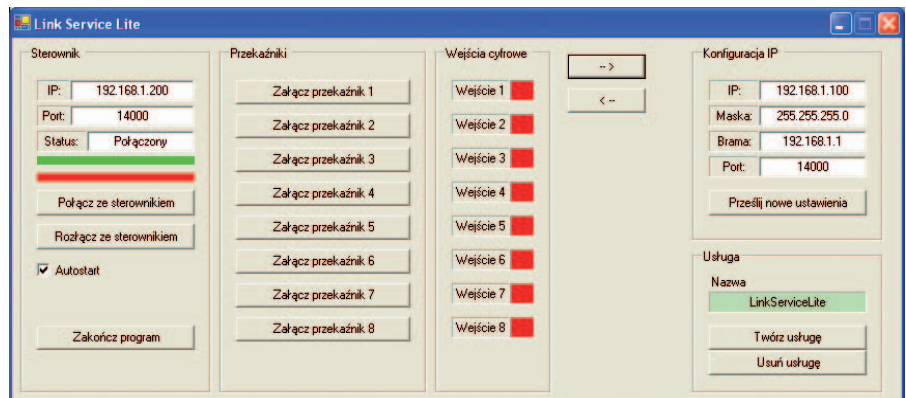 Link Service Lite
Sterownik
IP: 192.168.1.200
Port: 14000
Status: Połączony
Połącz ze sterownikiem
Rozłącz ze sterownikiem
Autostart
Zakończ program
Przekaźniki
Załącz przekaźnik 1
Załącz przekaźnik 2
Załącz przekaźnik 3
Załącz przekaźnik 4
Załącz przekaźnik 5
Załącz przekaźnik 6
Załącz przekaźnik 7
Załącz przekaźnik 8
Wejścia cyfrowe
Wejście 1
Wejście 2
Wejście 3
Wejście 4
Wejście 5
Wejście 6
Wejście 7
Wejście 8
-- >
< --
Konfiguracja IP
IP: 192.168.1.100
Maska: 255.255.255.0
Brama: 192.168.1.1
Port: 14000
Prześlij nowe ustawienia
Usługa
Nazwa
LinkServiceLite
Twórz usługę
Usuń usługę